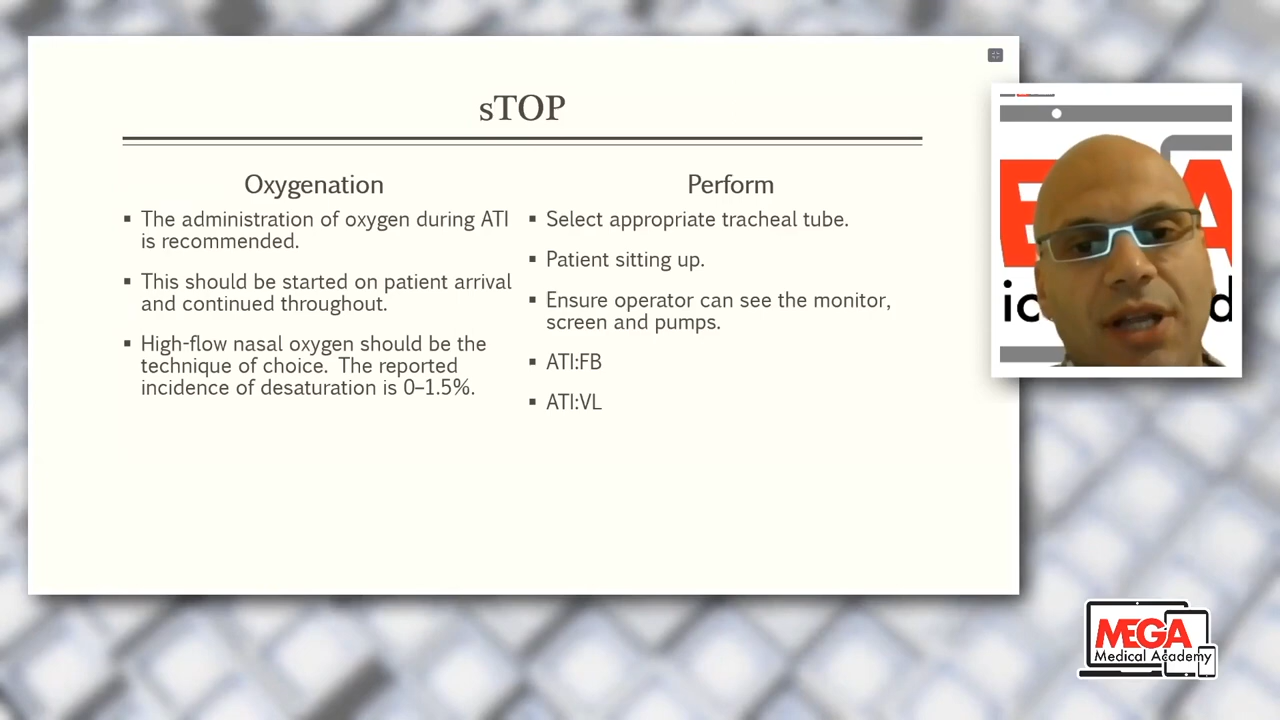 sTOP
Oxygenation
▪ The administration of oxygen during ATI
is recommended.
▪ This should be started on patient arrival
and continued throughout.
▪ High-flow nasal oxygen should be the
technique of choice. The reported
incidence of desaturation is 0–1.5%.
Perform
▪ Select appropriate tracheal tube.
▪ Patient sitting up.
▪ Ensure operator can see the monitor,
screen and pumps.
▪ ATI:FB
▪ ATI:VL
E A
ic d
MEGA
Medical Academy